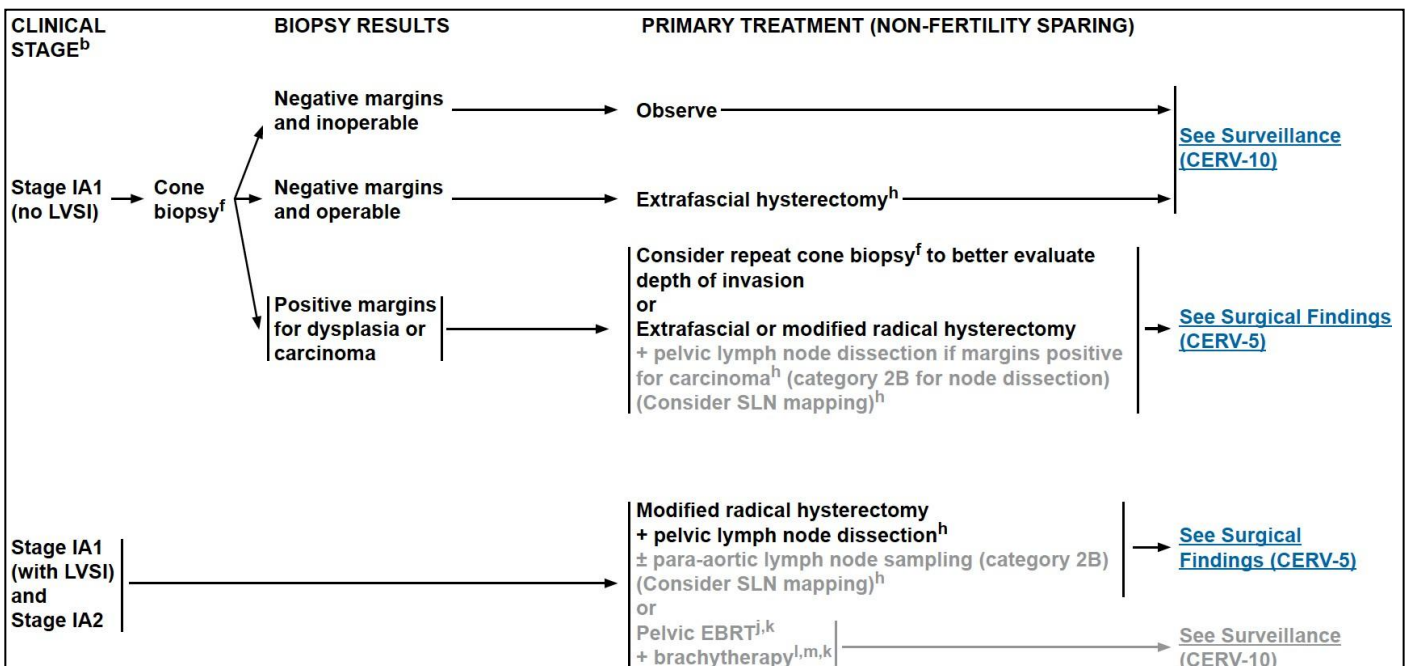 CLINICAL STAGEᵇ
BIOPSY RESULTS
PRIMARY TREATMENT (NON-FERTILITY SPARING)
Stage IA1
(no LVSI)
Cone
biopsyᶠ
Negative margins
and inoperable
Observe
See Surveillance
(CERV-10)
Negative margins
and operable
Extrafascial hysterectomyʰ
Positive margins
for dysplasia or
carcinoma
Consider repeat cone biopsyᶠ to better evaluate
depth of invasion
or
Extrafascial or modified radical hysterectomy
+ pelvic lymph node dissection if margins positive
for carcinomaʰ (category 2B for node dissection)
(Consider SLN mapping)ʰ
See Surgical Findings
(CERV-5)
Stage IA1
(with LVSI)
and
Stage IA2
Modified radical hysterectomy
+ pelvic lymph node dissectionʰ
± para-aortic lymph node sampling (category 2B)
(Consider SLN mapping)ʰ
or
Pelvic EBRTʲ,ᵏ
+ brachytherapyˡ,ᵐ,ᵏ
See Surgical
Findings (CERV-5)
See Surveillance
(CERV-10)